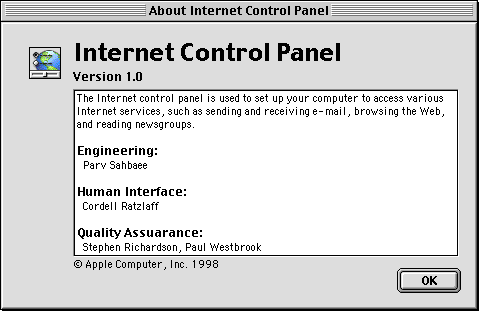 About Internet Control Panel
Internet Control Panel
Version 1.0
The Internet control panel is used to set up your computer to access various
Internet services, such as sending and receiving e-mail, browsing the Web,
and reading newsgroups.
Engineering:
Parv Sahbaee
Human Interface:
Cordell Ratzlaff
Quality Assuarance:
Stephen Richardson, Paul Westbrook
© Apple Computer, Inc. 1998
OK